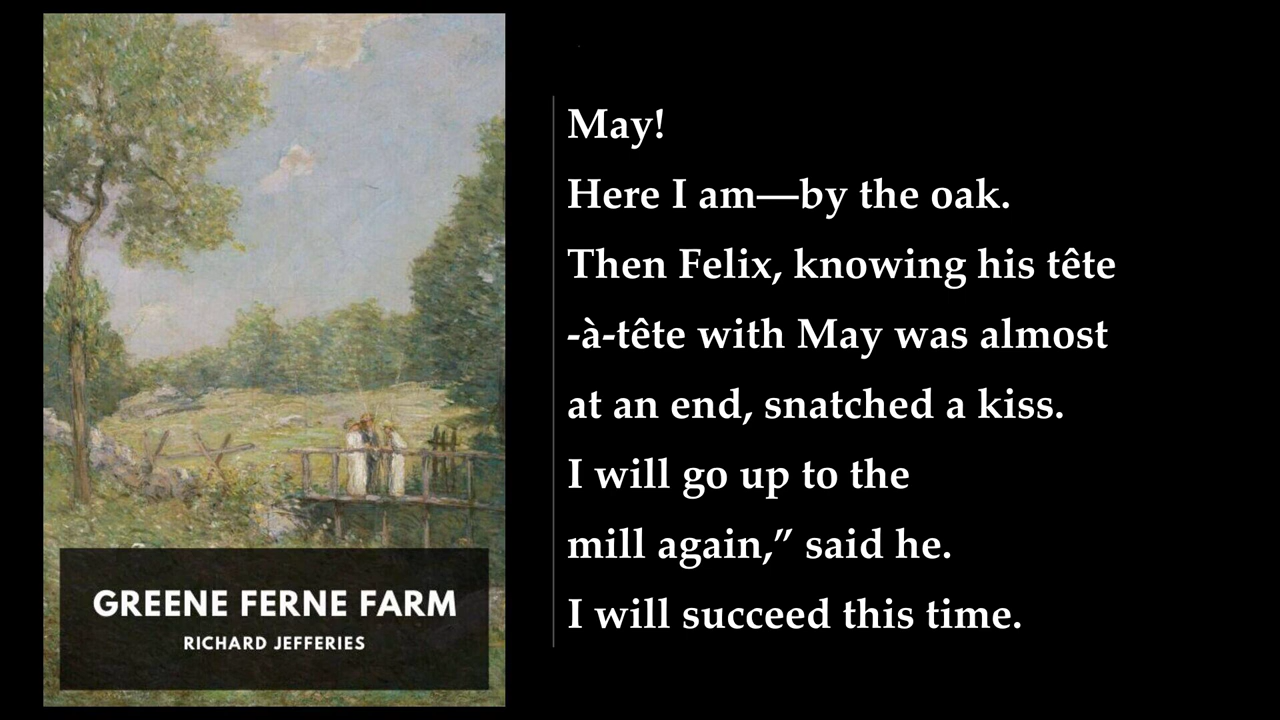 GREENE FERNE FARM
RICHARD JEFFERIES
May!
Here I am—by the oak.
Then Felix, knowing his tête
-à-tête with May was almost
at an end, snatched a kiss.
I will go up to the
mill again,” said he.
I will succeed this time.